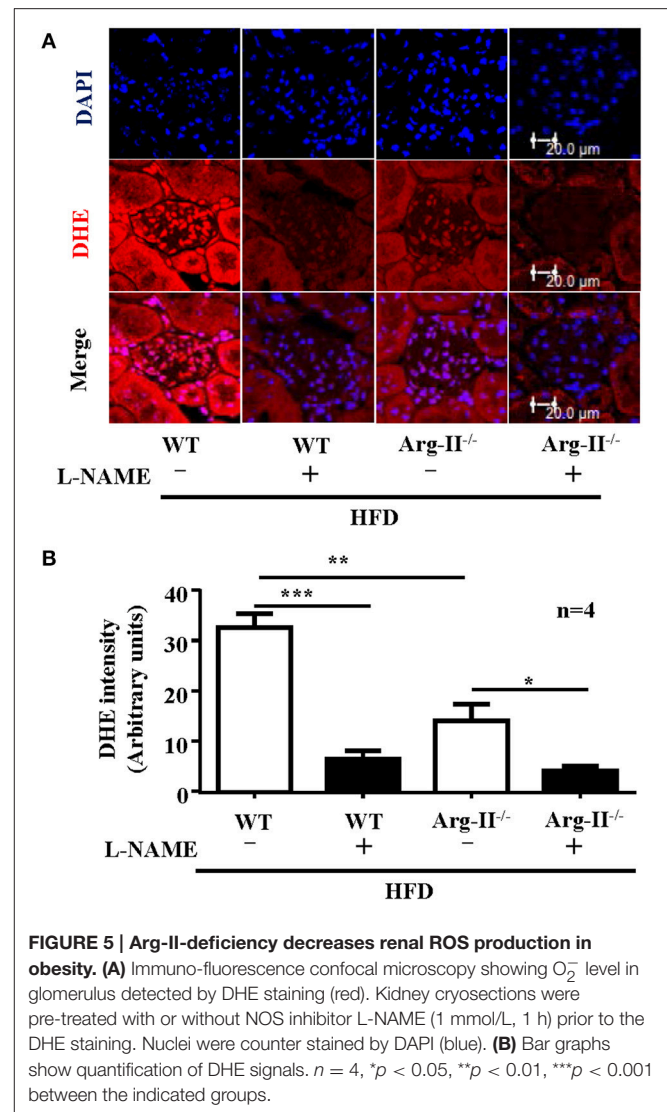 A
DAPI
20.0 µm
DHE
20.0 µm
Merge
20.0 µm
WT WT Arg-II-/- Arg-II-/-
L-NAME − + − +
HFD
B
**
***
n=4
*
DHE intensity
(Arbitrary units)
40
30
20
10
0
WT WT Arg-II-/- Arg-II-/-
L-NAME − + − +
HFD
FIGURE 5 | Arg-II-deficiency decreases renal ROS production in
obesity. (A) Immuno-fluorescence confocal microscopy showing O2− level in
glomerulus detected by DHE staining (red). Kidney cryosections were
pre-treated with or without NOS inhibitor L-NAME (1 mmol/L, 1 h) prior to the
DHE staining. Nuclei were counter stained by DAPI (blue). (B) Bar graphs
show quantification of DHE signals. n = 4, *p < 0.05, **p < 0.01, ***p < 0.001
between the indicated groups.